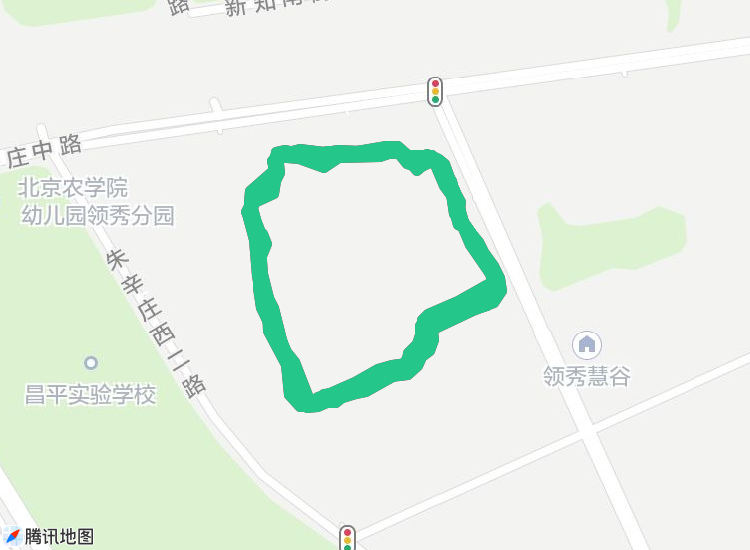 路
新知南
庄中路
北京农学院
幼儿园领秀分园
朱辛庄西二路
领秀慧谷
昌平实验学校
腾讯地图